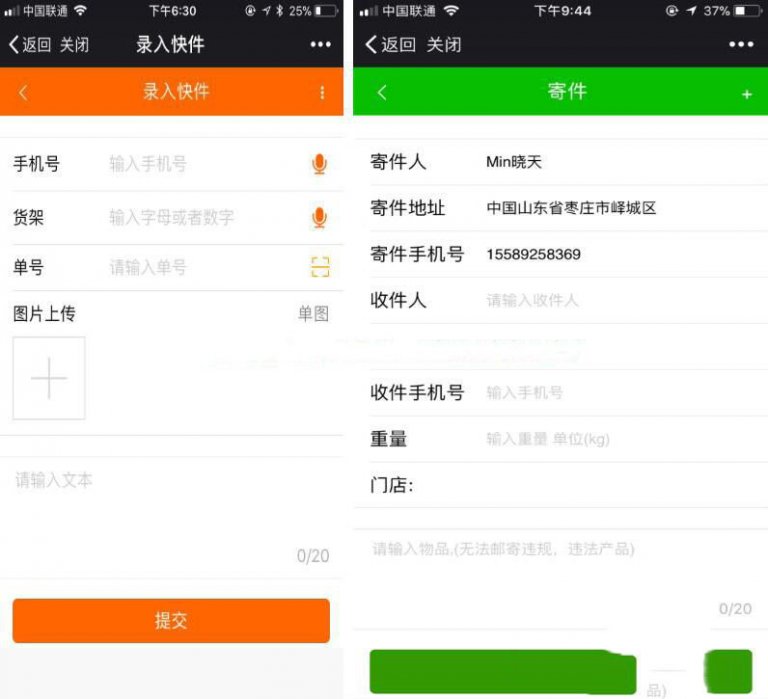 中国联通 下午6:30 25%
返回 关闭 录入快件
录入快件
手机号 输入手机号
货架 输入字母或者数字
单号 请输入单号
图片上传 单图
请输入文本
0/20
提交
中国联通 下午9:44 37%
返回 关闭
寄件 +
寄件人 Min晓天
寄件地址 中国山东省枣庄市峄城区
寄件手机号 15589258369
收件人 请输入收件人
收件手机号 输入手机号
重量 输入重量 单位(kg)
门店:
请输入物品,(无法邮寄违规，违法产品)
0/20
品)